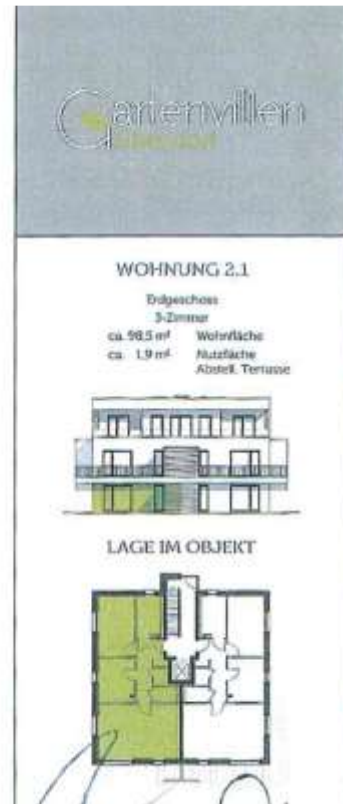 Gartenvillen
WOHNUNG 2.1
Erdgeschoss
3-Zimmer
ca. 98,5 m² Wohnfläche
ca. 1,9 m² Nutzfläche
Abstell. Terrasse
LAGE IM OBJEKT